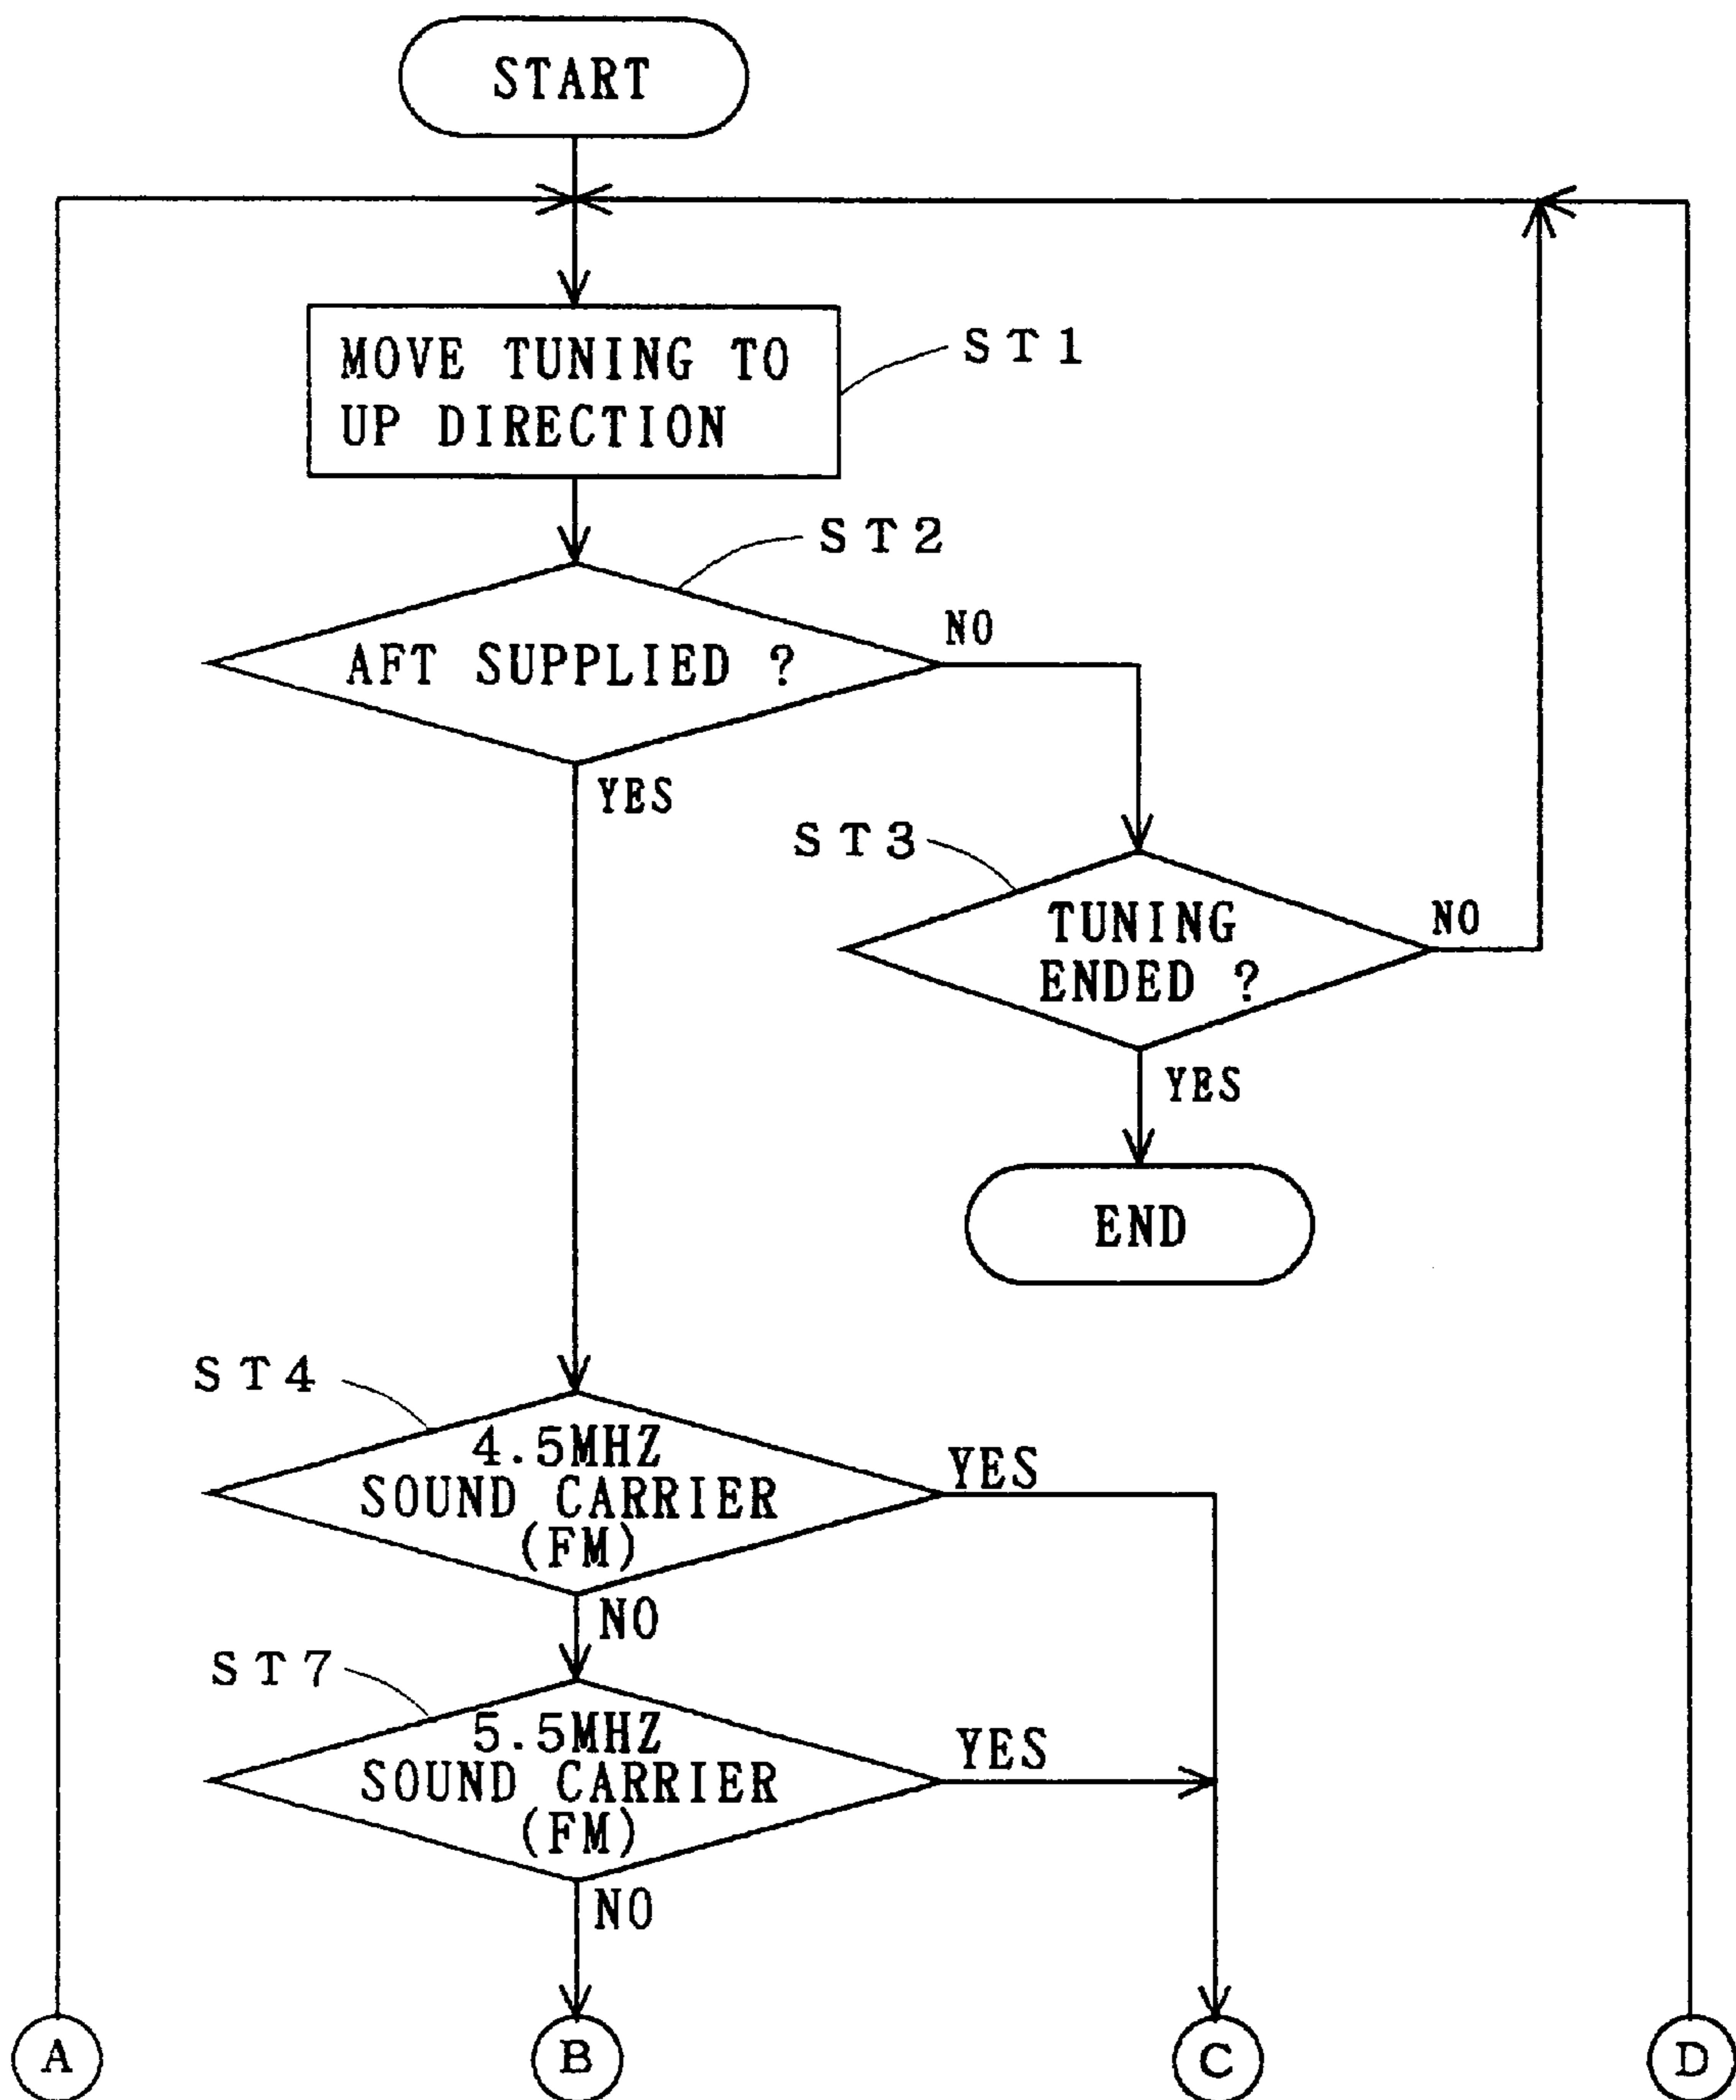 START
MOVE TUNING TO
UP DIRECTION
ST1
ST2
AFT SUPPLIED ?
NO
YES
ST3
TUNING
ENDED ?
NO
YES
END
ST4
4.5MHZ
SOUND CARRIER
(FM)
YES
NO
ST7
5.5MHZ
SOUND CARRIER
(FM)
YES
NO
A
B
C
D